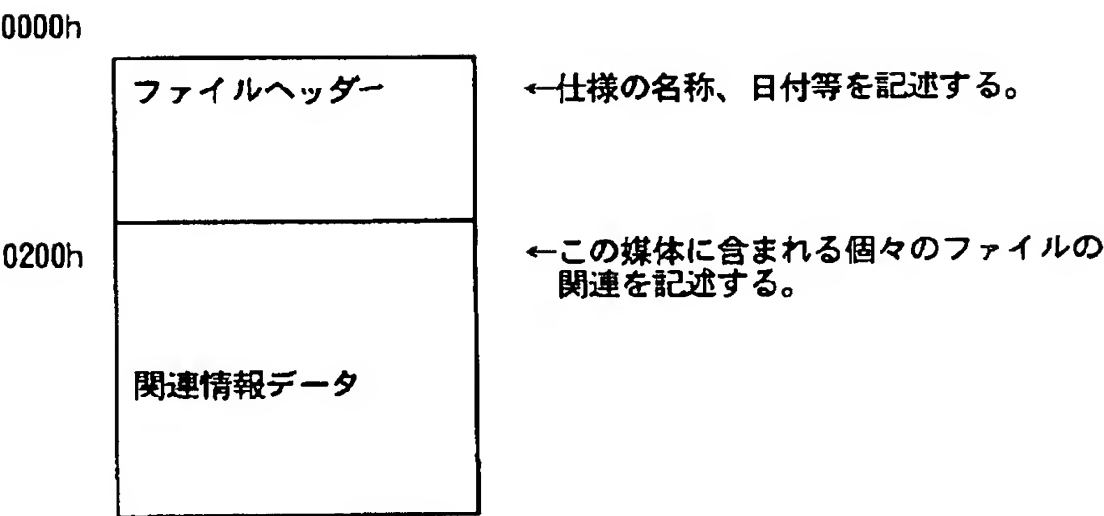 0000h
ファイルヘッダー ←仕様の名称、日付等を記述する。
0200h ←この媒体に含まれる個々のファイルの
関連を記述する。
関連情報データ